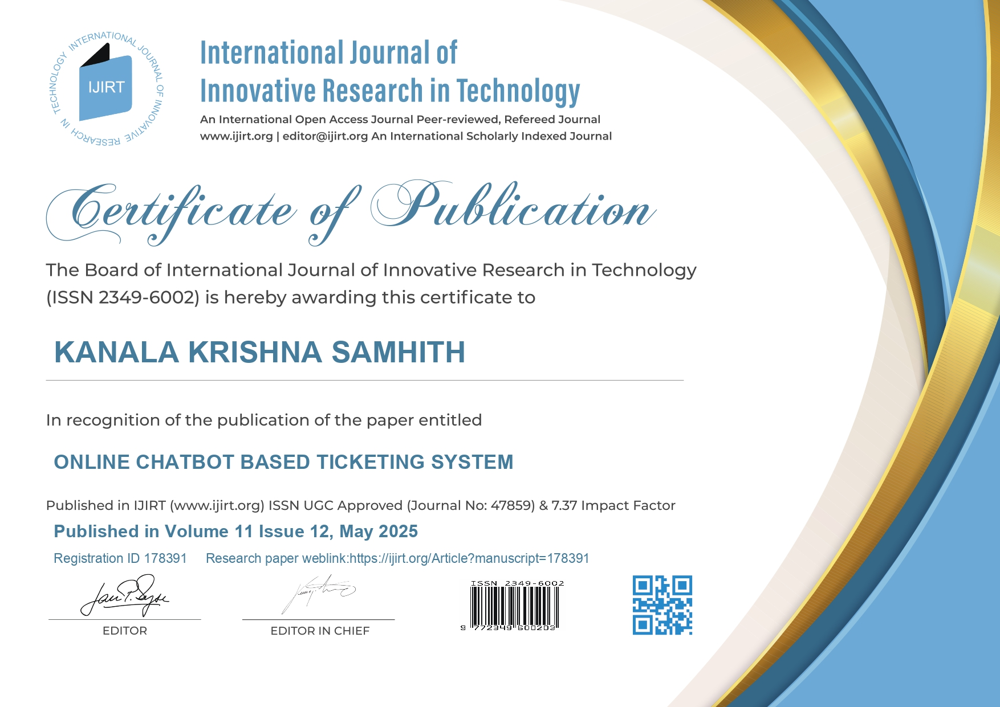 INTERNATIONAL JOURNAL OF INNOVATIVE RESEARCH IN TECHNOLOGY
IJIRT
International Journal of
Innovative Research in Technology
An International Open Access Journal Peer-reviewed, Refereed Journal
www.ijirt.org | editor@ijirt.org An International Scholarly Indexed Journal
Certificate of Publication
The Board of International Journal of Innovative Research in Technology
(ISSN 2349-6002) is hereby awarding this certificate to
KANALA KRISHNA SAMHITH
In recognition of the publication of the paper entitled
ONLINE CHATBOT BASED TICKETING SYSTEM
Published in IJIRT (www.ijirt.org) ISSN UGC Approved (Journal No: 47859) & 7.37 Impact Factor
Published in Volume 11 Issue 12, May 2025
Registration ID 178391 Research paper weblink:https://ijirt.org/Article?manuscript=178391
EDITOR
EDITOR IN CHIEF
ISSN 2349-6002
9 772349 600203